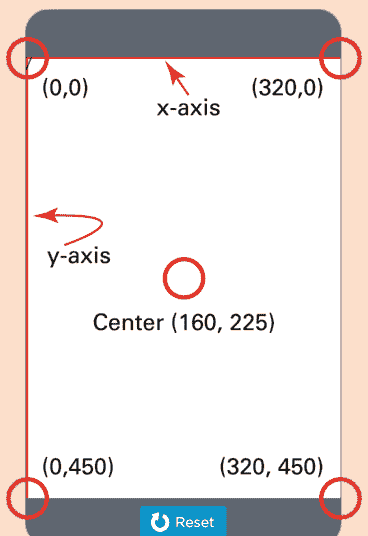 (0,0) (320,0)
x-axis
y-axis
Center (160, 225)
(0,450) (320, 450)
Reset